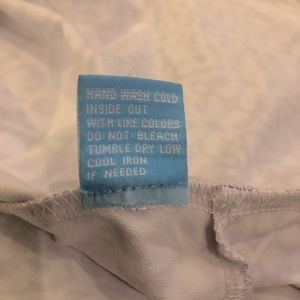 HAND WASH COLD
INSIDE OUT
WITH LIKE COLORS
DO NOT BLEACH
TUMBLE DRY LOW
COOL IRON
IF NEEDED